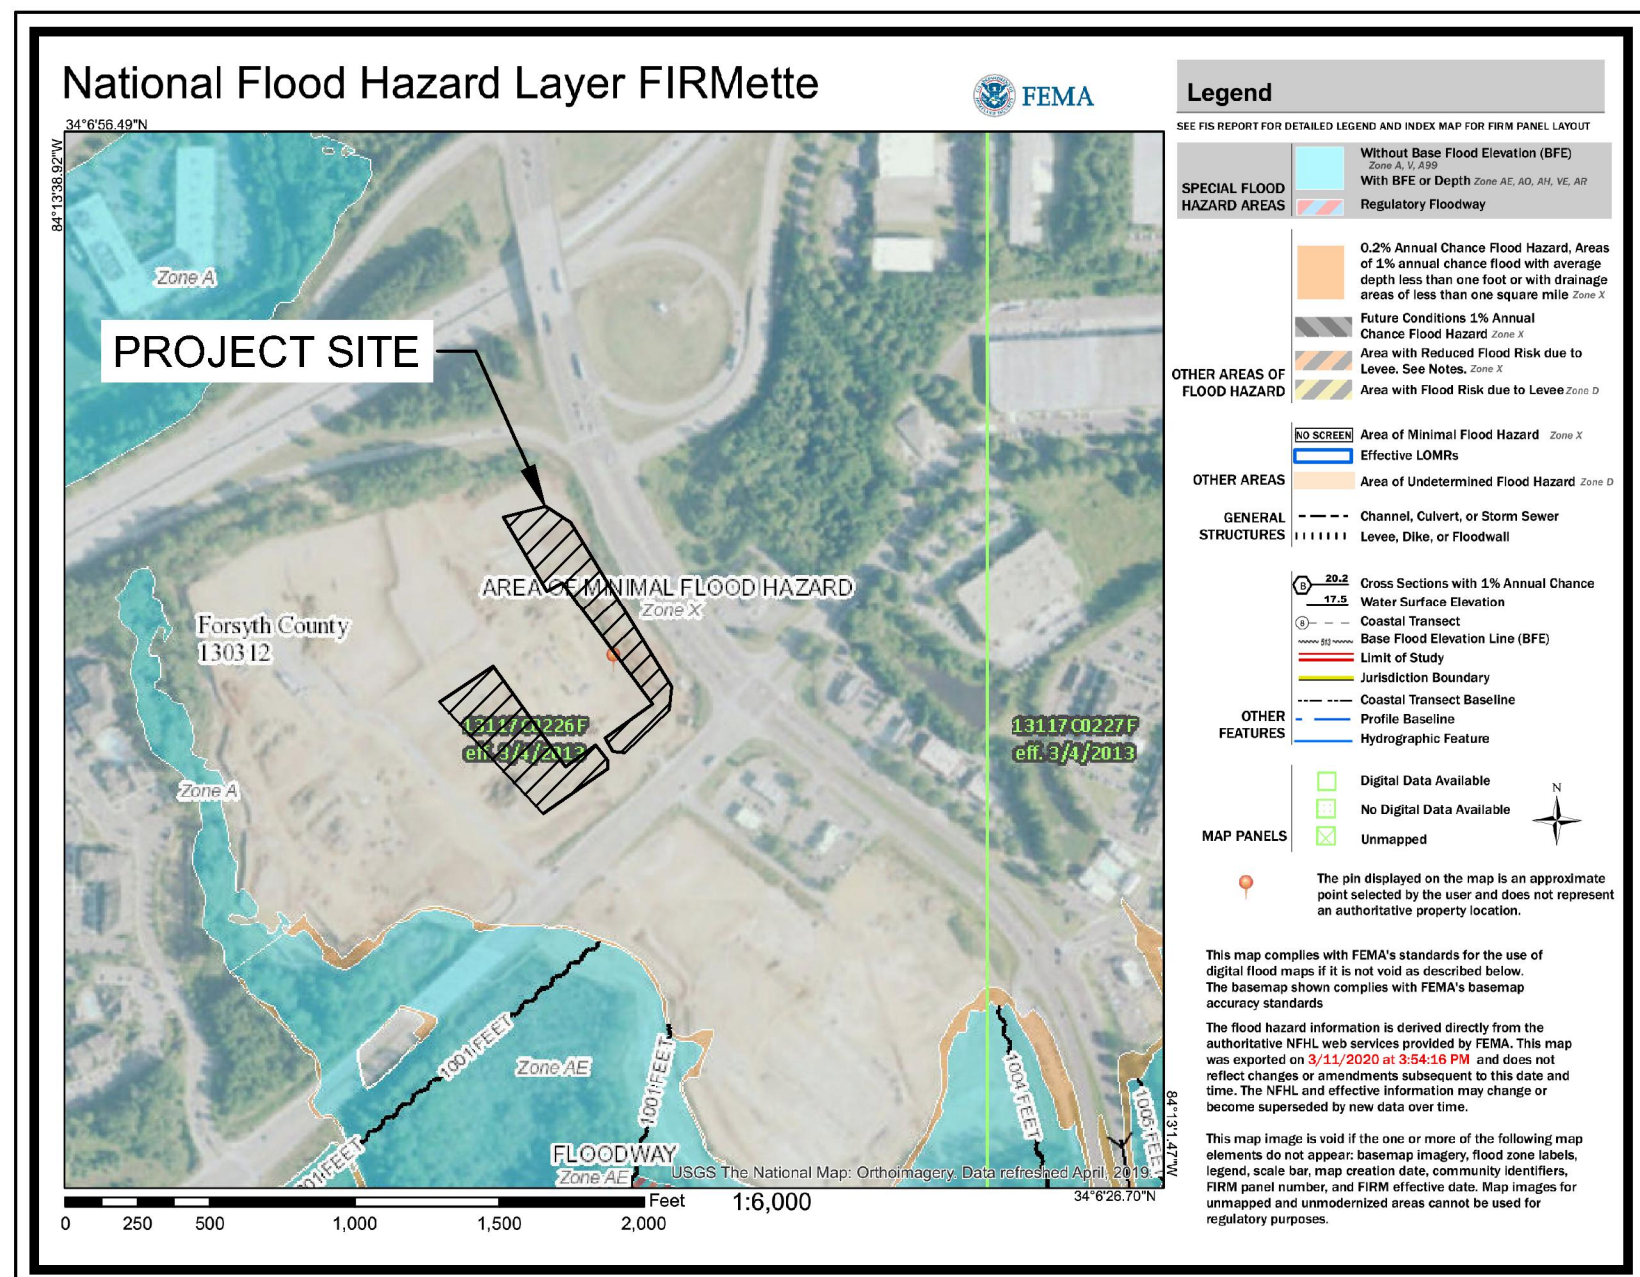 National Flood Hazard Layer FIRMette
FEMA
34°6'56.49"N
84°13'38.92"W
Zone A
PROJECT SITE
AREA OF MINIMAL FLOOD HAZARD
Zone X
Forsyth County
130312
13117C0226F
eff. 3/4/2013
13117C0227F
eff. 3/4/2013
Zone A
1001 FEET
Zone AE
1001 FEET
1004 FEET
FLOODWAY
Zone AE
USGS The National Map: Orthoimagery. Data refreshed April, 2019.
84°13'1.47"W
34°6'26.70"N
Feet
1:6,000
0
250
500
1,000
1,500
2,000
Legend
SEE FIS REPORT FOR DETAILED LEGEND AND INDEX MAP FOR FIRM PANEL LAYOUT
SPECIAL FLOOD
HAZARD AREAS
Without Base Flood Elevation (BFE)
Zone A, V, A99
With BFE or Depth Zone AE, AO, AH, VE, AR
Regulatory Floodway
0.2% Annual Chance Flood Hazard, Areas
of 1% annual chance flood with average
depth less than one foot or with drainage
areas of less than one square mile Zone X
Future Conditions 1% Annual
Chance Flood Hazard Zone X
Area with Reduced Flood Risk due to
Levee. See Notes. Zone X
Area with Flood Risk due to Levee Zone D
OTHER AREAS OF
FLOOD HAZARD
NO SCREEN Area of Minimal Flood Hazard Zone X
Effective LOMRs
OTHER AREAS
Area of Undetermined Flood Hazard Zone D
GENERAL
STRUCTURES
Channel, Culvert, or Storm Sewer
Levee, Dike, or Floodwall
B 20.2 Cross Sections with 1% Annual Chance
17.5 Water Surface Elevation
8 Coastal Transect
513 Base Flood Elevation Line (BFE)
Limit of Study
Jurisdiction Boundary
Coastal Transect Baseline
OTHER
FEATURES
Profile Baseline
Hydrographic Feature
MAP PANELS
Digital Data Available
No Digital Data Available
Unmapped
N
The pin displayed on the map is an approximate
point selected by the user and does not represent
an authoritative property location.
This map complies with FEMA's standards for the use of
digital flood maps if it is not void as described below.
The basemap shown complies with FEMA's basemap
accuracy standards
The flood hazard information is derived directly from the
authoritative NFHL web services provided by FEMA. This map
was exported on 3/11/2020 at 3:54:16 PM and does not
reflect changes or amendments subsequent to this date and
time. The NFHL and effective information may change or
become superseded by new data over time.
This map image is void if the one or more of the following map
elements do not appear: basemap imagery, flood zone labels,
legend, scale bar, map creation date, community identifiers,
FIRM panel number, and FIRM effective date. Map images for
unmapped and unmodernized areas cannot be used for
regulatory purposes.